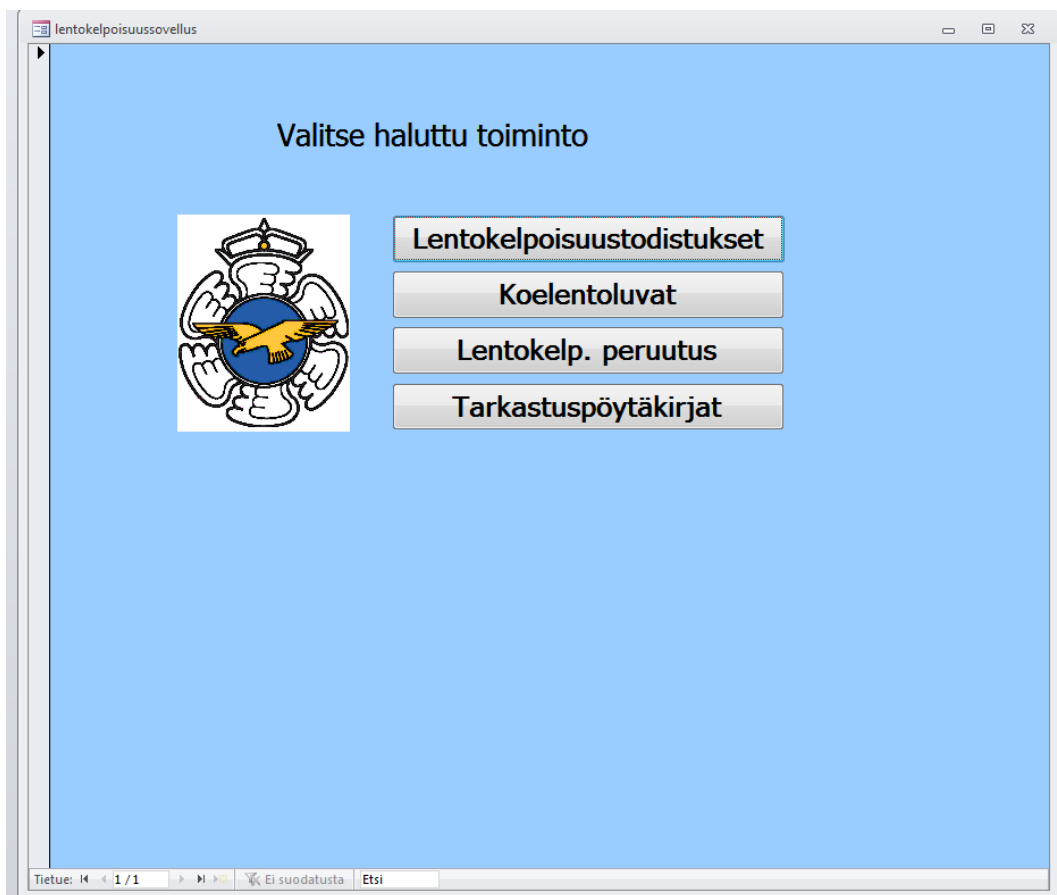 lentokelpoisuussovellus
Valitse haluttu toiminto
Lentokelpoisuustodistukset
Koelentoluvat
Lentokelp. peruutus
Tarkastuspöytäkirjat
Tietue: 1 / 1 Ei suodatusta Etsi